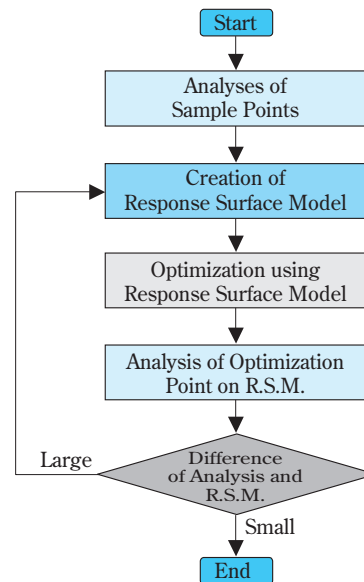 Start
Analyses of
Sample Points
Creation of
Response Surface Model
Optimization using
Response Surface Model
Analysis of Optimization
Point on R.S.M.
Difference
of Analysis and
R.S.M.
Large
Small
End